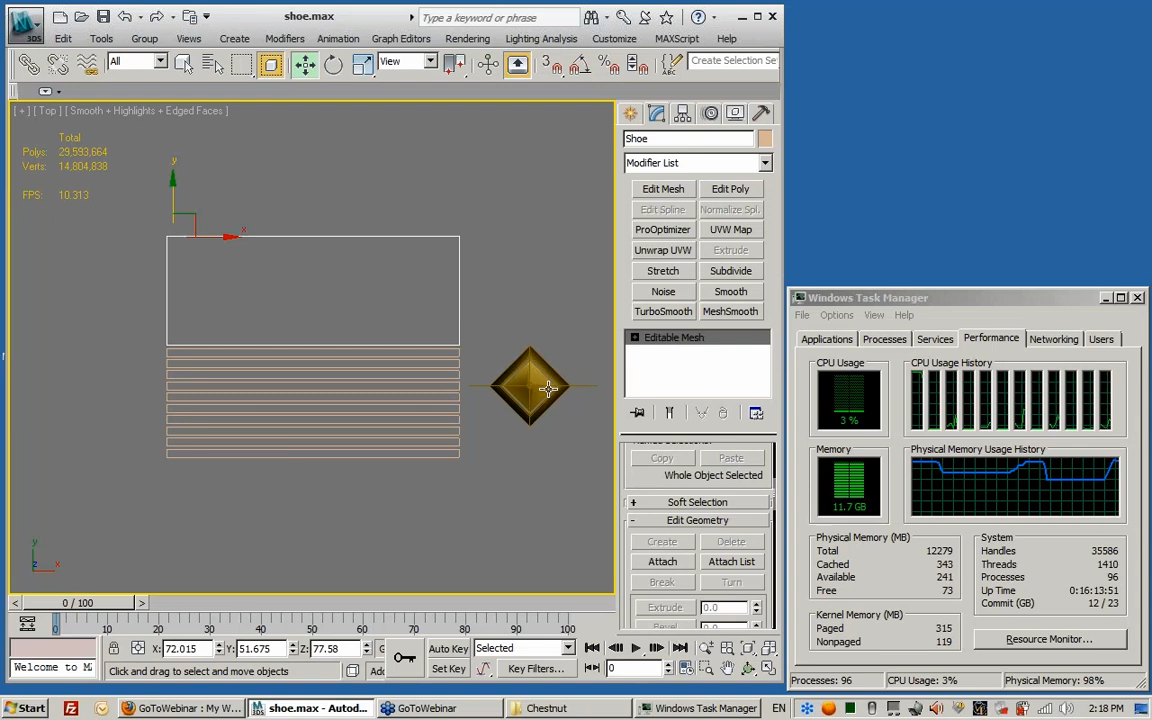 shoe.max
Type a keyword or phrase
3DS
Edit Tools Group Views Create Modifiers Animation Graph Editors Rendering Lighting Analysis Customize MAXScript Help
All View 3 Create Selection Se
[ + ] [ Top ] [ Smooth + Highlights + Edged Faces ]
Total
Polys: 29,593,664
Verts: 14,804,838
FPS: 10.313
y
x
y
z x
Shoe
Modifier List
Edit Mesh Edit Poly
Edit Spline Normalize Spl.
ProOptimizer UVW Map
Unwrap UVW Extrude
Stretch Subdivide
Noise Smooth
TurboSmooth MeshSmooth
Editable Mesh
Copy Paste
Whole Object Selected
+ Soft Selection
- Edit Geometry
Create Delete
Attach Attach List
Break Turn
Extrude 0.0
0 / 100
0 10 20 30 40 50 60 70 80 90 100
X: 72.015 Y: 51.675 Z: 77.58
Auto Key Selected
Set Key Key Filters...
0
Welcome to M
Click and drag to select and move objects
Windows Task Manager
File Options View Help
Applications Processes Services Performance Networking Users
CPU Usage CPU Usage History
3 %
Memory Physical Memory Usage History
11.7 GB
Physical Memory (MB)
Total 12279
Cached 343
Available 241
Free 73
System
Handles 35586
Threads 1410
Processes 96
Up Time 0:16:13:51
Commit (GB) 12 / 23
Kernel Memory (MB)
Paged 315
Nonpaged 119
Resource Monitor...
Processes: 96 CPU Usage: 3% Physical Memory: 98%
Start GoToWebinar : My W... shoe.max - Autod... GoToWebinar Chestnut Windows Task Manager EN 2:18 PM